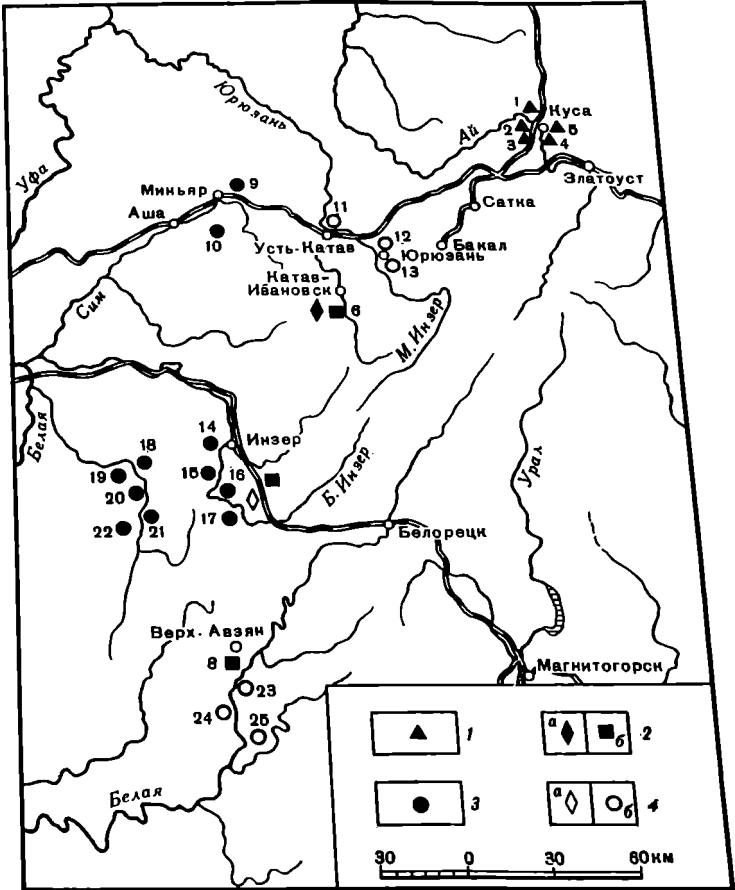 Юрюзань
1
Куса
Ай
2
5
3
4
Уфа
Златоуст
Миньяр
9
Сатка
Аша
11
10
12
Усть-Катав
Бакал
Юрюзань
13
Катав-
Ивановск
6
Сим
М. Инзер
Белая
14
Инзер
18
19
15
16
Б. Инзер
Урал
20
17
22
21
Белорецк
Верх. Авзян
8
Магнитогорск
23
24
25
1
а
б
2
Белая
3
а
б
4
30
0
60 км